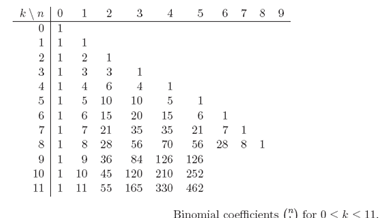 k \ n 0 1 2 3 4 5 6 7 8 9
0 1
1 1 1
2 1 2 1
3 1 3 3 1
4 1 4 6 4 1
5 1 5 10 10 5 1
6 1 6 15 20 15 6 1
7 1 7 21 35 35 21 7 1
8 1 8 28 56 70 56 28 8 1
9 1 9 36 84 126 126
10 1 10 45 120 210 252
11 1 11 55 165 330 462
Binomial coefficients (n) for 0 ≤ k ≤ 11.